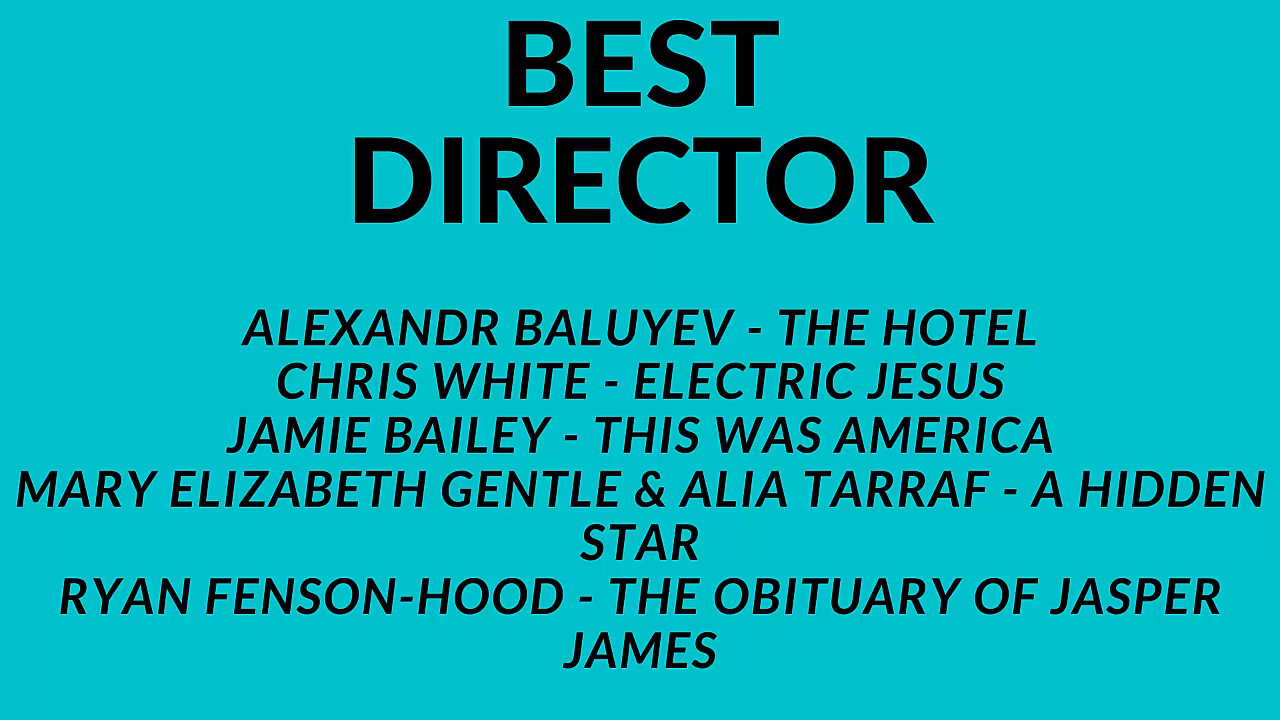 BEST
DIRECTOR
ALEXANDR BALUYEV - THE HOTEL
CHRIS WHITE - ELECTRIC JESUS
JAMIE BAILEY - THIS WAS AMERICA
MARY ELIZABETH GENTLE & ALIA TARRAF - A HIDDEN
STAR
RYAN FENSON-HOOD - THE OBITUARY OF JASPER
JAMES